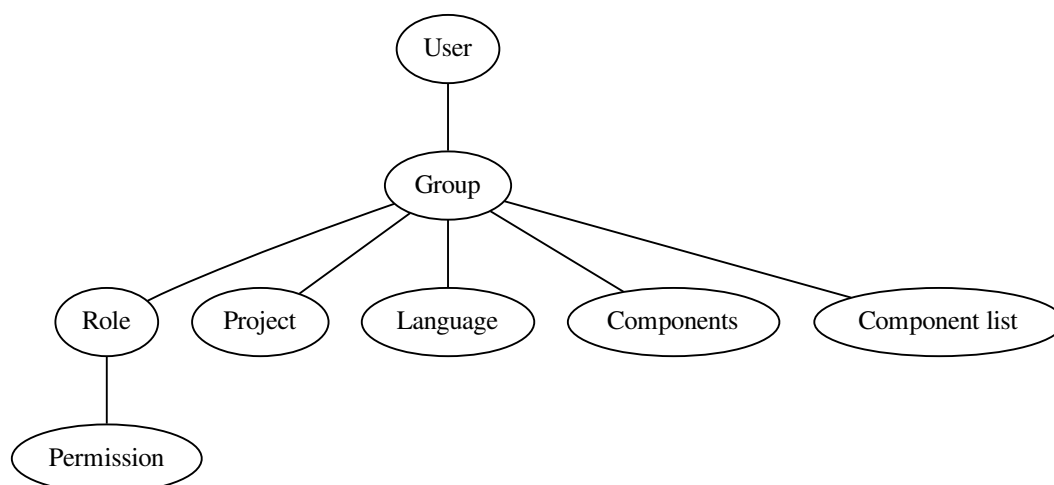 User
Group
Role
Project
Language
Components
Component list
Permission